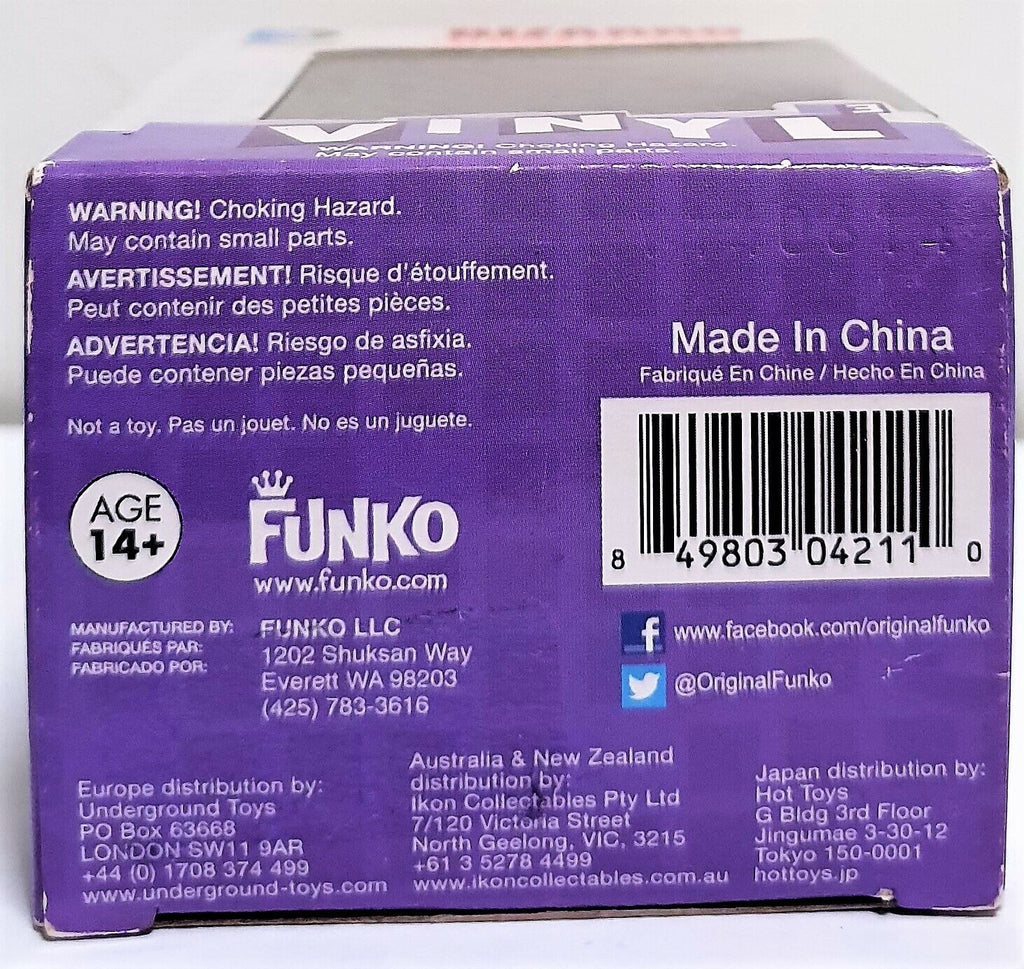 VINYL
WARNING! Choking Hazard.
May contain small parts.
WARNING! Choking Hazard.
May contain small parts.
AVERTISSEMENT! Risque d'étouffement.
Peut contenir des petites pièces.
ADVERTENCIA! Riesgo de asfixia.
Puede contener piezas pequeñas.
Not a toy. Pas un jouet. No es un juguete.
Made In China
Fabriqué En Chine / Hecho En China
8 49803 04211 0
AGE
14+
FUNKO
www.funko.com
MANUFACTURED BY:
FABRIQUÉS PAR:
FABRICADO POR:
FUNKO LLC
1202 Shuksan Way
Everett WA 98203
(425) 783-3616
f www.facebook.com/originalfunko
@OriginalFunko
Europe distribution by:
Underground Toys
PO Box 63668
LONDON SW11 9AR
+44 (0) 1708 374 499
www.underground-toys.com
Australia & New Zealand
distribution by:
Ikon Collectables Pty Ltd
7/120 Victoria Street
North Geelong, VIC, 3215
+61 3 5278 4499
www.ikoncollectables.com.au
Japan distribution by:
Hot Toys
G Bldg 3rd Floor
Jingumae 3-30-12
Tokyo 150-0001
hottoys.jp